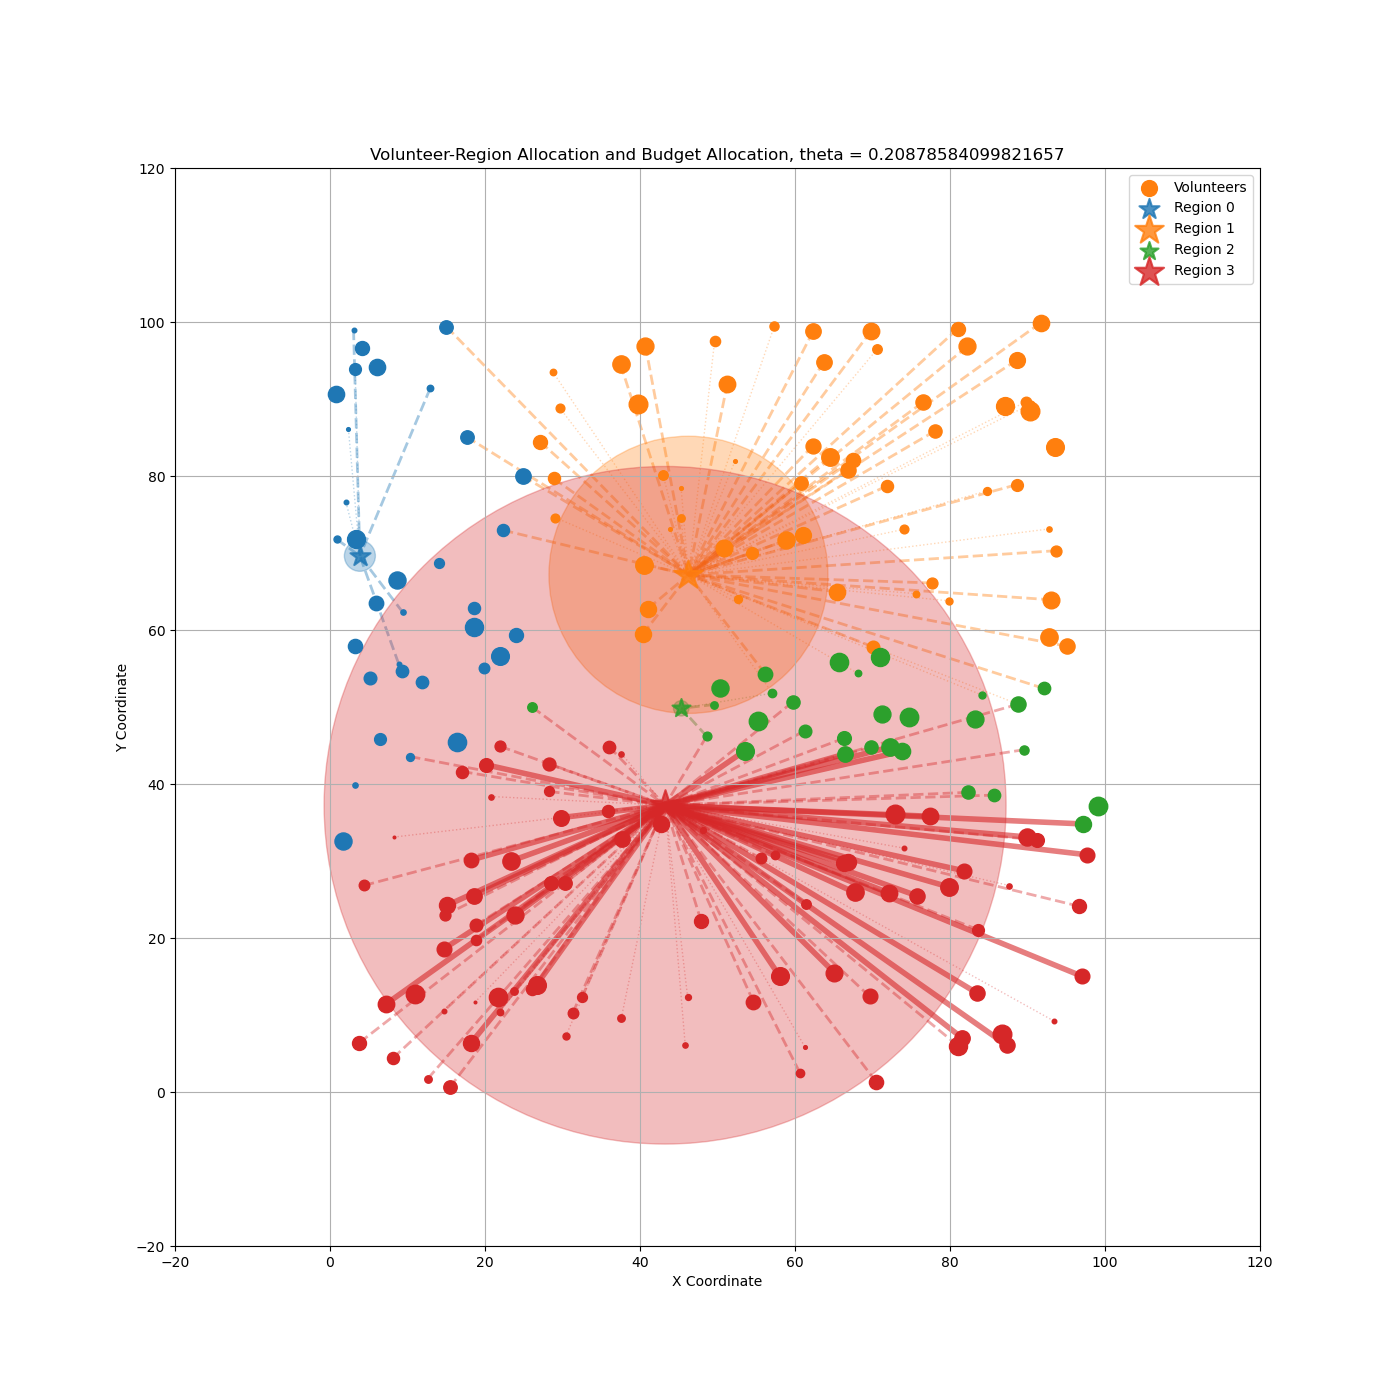 Volunteer-Region Allocation and Budget Allocation, theta = 0.20878584099821657
120
100
80
60
40
20
0
−20
Y Coordinate
Volunteers
Region 0
Region 1
Region 2
Region 3
−20 0 20 40 60 80 100 120
X Coordinate